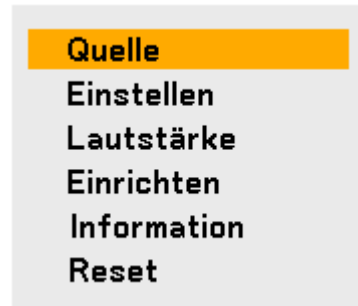 Quelle
Einstellen
Lautstärke
Einrichten
Information
Reset